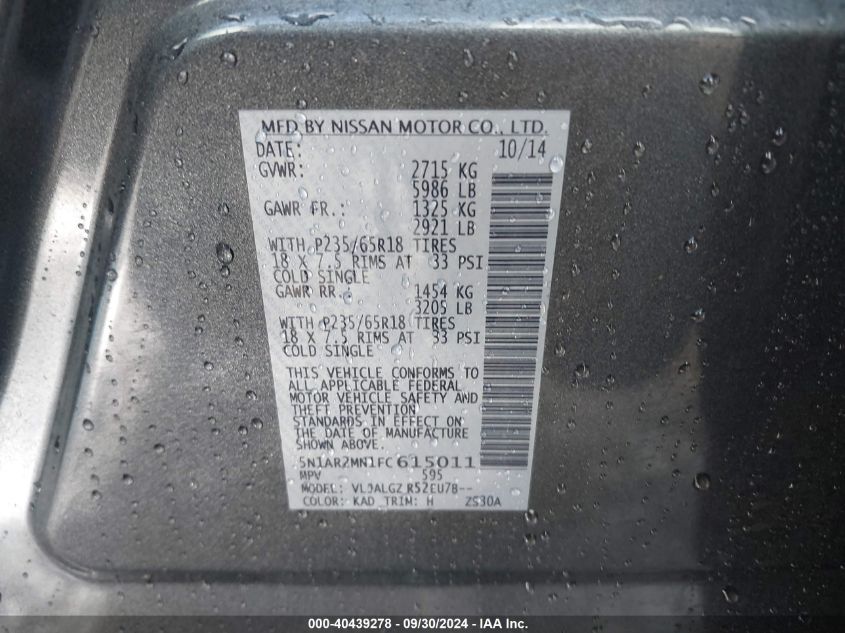 MFD BY NISSAN MOTOR CO., LTD.
DATE: 10/14
GVWR: 2715 KG
5986 LB
GAWR FR.: 1325 KG
2921 LB
WITH P235/65R18 TIRES
18 X 7.5 RIMS AT 33 PSI
COLD SINGLE
GAWR RR.: 1454 KG
3205 LB
WITH P235/65R18 TIRES
18 X 7.5 RIMS AT 33 PSI
COLD SINGLE
THIS VEHICLE CONFORMS TO
ALL APPLICABLE FEDERAL
MOTOR VEHICLE SAFETY AND
THEFT PREVENTION
STANDARDS IN EFFECT ON
THE DATE OF MANUFACTURE
SHOWN ABOVE.
5N1AR2MN1FC615011
MPV 595
MODEL:
COLOR: KAD TRIM: H ZS30A
000-40439278 - 09/30/2024 - IAA Inc.